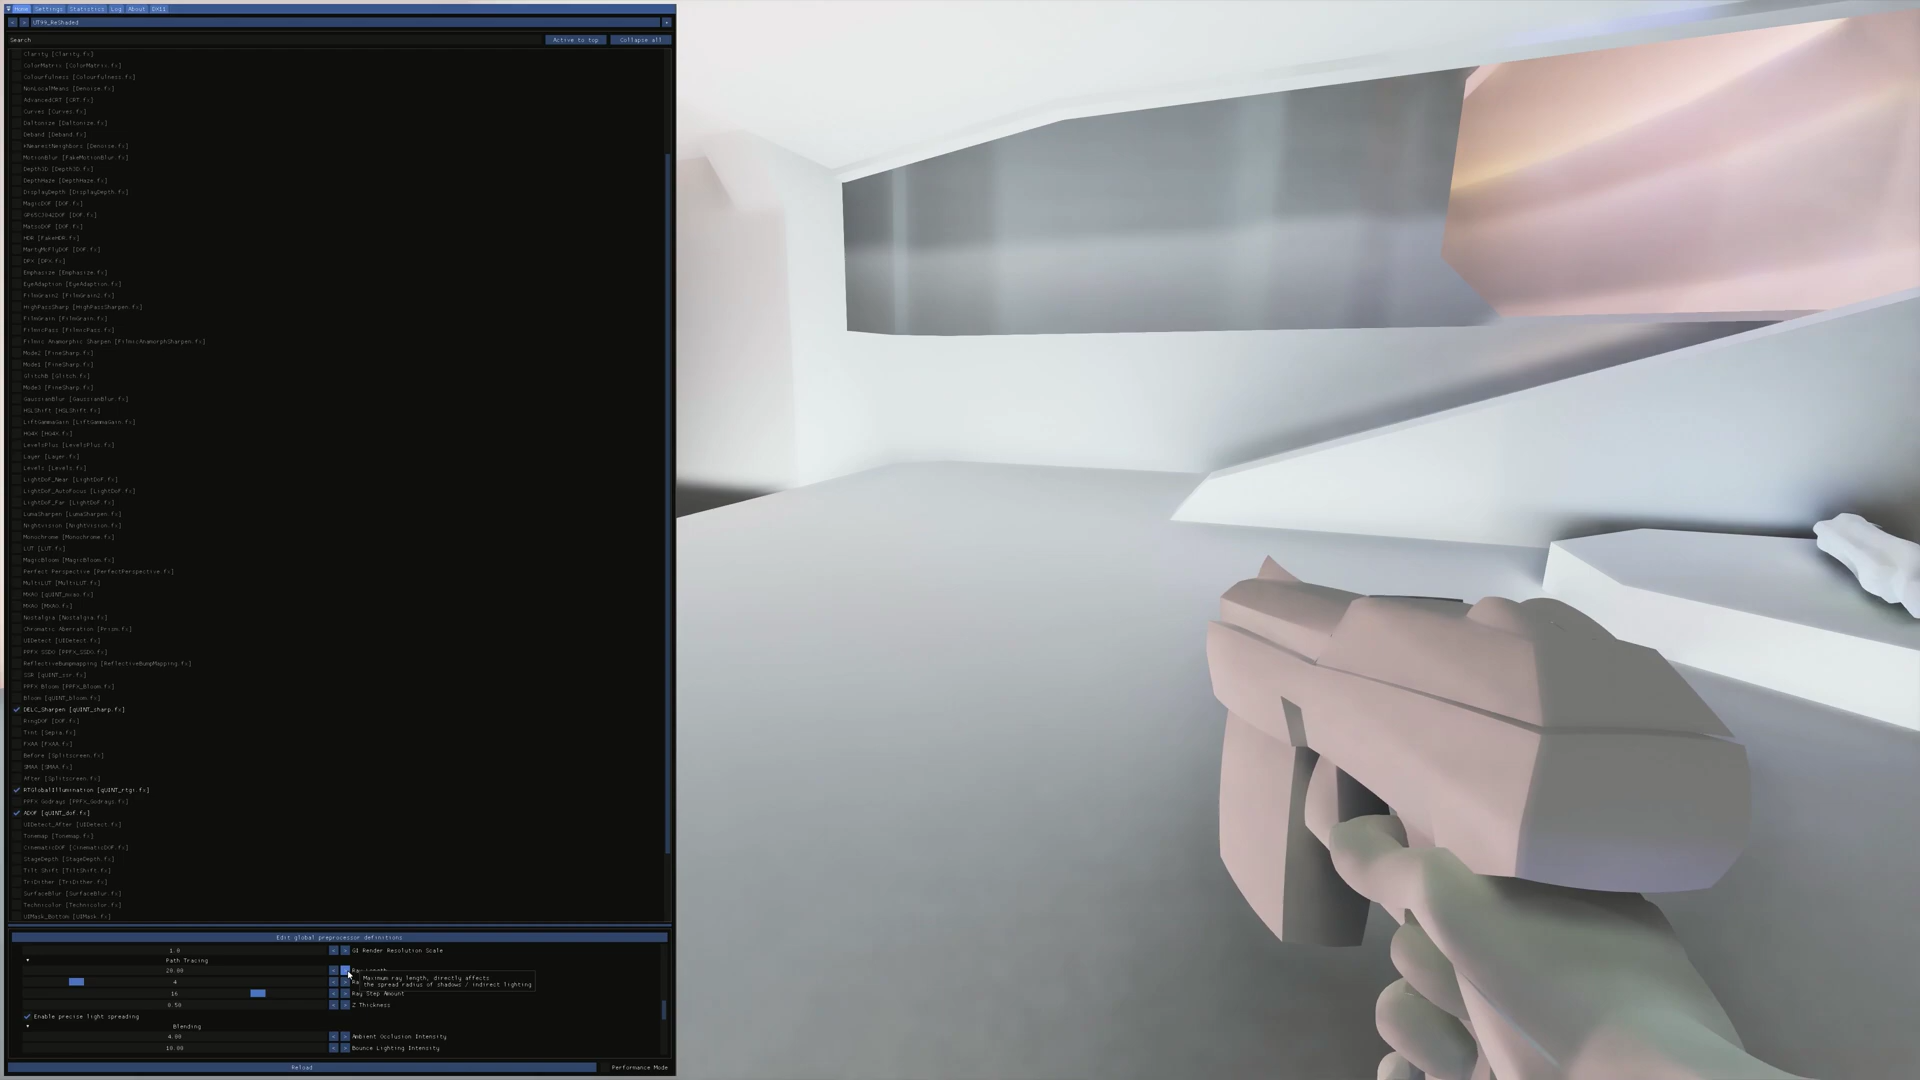 Home Settings Statistics Log About DX11
< > UT99_ReShaded +
Search Active to top Collapse all
Clarity [Clarity.fx]
ColorMatrix [ColorMatrix.fx]
Colourfulness [Colourfulness.fx]
NonLocalMeans [Denoise.fx]
AdvancedCRT [CRT.fx]
Curves [Curves.fx]
Daltonize [Daltonize.fx]
Deband [Deband.fx]
KNearestNeighbors [Denoise.fx]
MotionBlur [FakeMotionBlur.fx]
Depth3D [Depth3D.fx]
DepthHaze [DepthHaze.fx]
DisplayDepth [DisplayDepth.fx]
MagicDOF [DOF.fx]
GP65CJ042DOF [DOF.fx]
MatsoDOF [DOF.fx]
HDR [FakeHDR.fx]
MartyMcFlyDOF [DOF.fx]
DPX [DPX.fx]
Emphasize [Emphasize.fx]
EyeAdaption [EyeAdaption.fx]
FilmGrain2 [FilmGrain2.fx]
HighPassSharp [HighPassSharpen.fx]
FilmGrain [FilmGrain.fx]
FilmicPass [FilmicPass.fx]
Filmic Anamorphic Sharpen [FilmicAnamorphSharpen.fx]
Mode2 [FineSharp.fx]
Mode1 [FineSharp.fx]
GlitchB [Glitch.fx]
Mode3 [FineSharp.fx]
GaussianBlur [GaussianBlur.fx]
HSLShift [HSLShift.fx]
LiftGammaGain [LiftGammaGain.fx]
HQ4X [HQ4X.fx]
LevelsPlus [LevelsPlus.fx]
Layer [Layer.fx]
Levels [Levels.fx]
LightDoF_Near [LightDoF.fx]
LightDoF_AutoFocus [LightDoF.fx]
LightDoF_Far [LightDoF.fx]
LumaSharpen [LumaSharpen.fx]
Nightvision [NightVision.fx]
Monochrome [Monochrome.fx]
LUT [LUT.fx]
MagicBloom [MagicBloom.fx]
Perfect Perspective [PerfectPerspective.fx]
MultiLUT [MultiLUT.fx]
MXAO [qUINT_mxao.fx]
MXAO [MXAO.fx]
Nostalgia [Nostalgia.fx]
Chromatic Aberration [Prism.fx]
UIDetect [UIDetect.fx]
PPFX SSDO [PPFX_SSDO.fx]
ReflectiveBumpmapping [ReflectiveBumpMapping.fx]
SSR [qUINT_ssr.fx]
PPFX Bloom [PPFX_Bloom.fx]
Bloom [qUINT_bloom.fx]
DELC_Sharpen [qUINT_sharp.fx]
RingDOF [DOF.fx]
Tint [Sepia.fx]
FXAA [FXAA.fx]
Before [Splitscreen.fx]
SMAA [SMAA.fx]
After [Splitscreen.fx]
RTGlobalIllumination [qUINT_rtgi.fx]
PPFX Godrays [PPFX_Godrays.fx]
ADOF [qUINT_dof.fx]
UIDetect_After [UIDetect.fx]
Tonemap [Tonemap.fx]
CinematicDOF [CinematicDOF.fx]
StageDepth [StageDepth.fx]
Tilt Shift [TiltShift.fx]
TriDither [TriDither.fx]
SurfaceBlur [SurfaceBlur.fx]
Technicolor [Technicolor.fx]
UIMask_Bottom [UIMask.fx]
Edit global preprocessor definitions
1.0 < > GI Render Resolution Scale
Path Tracing
20.00 < > Ray Length
Maximum ray length, directly affects
the spread radius of shadows / indirect lighting
4 < > Ra
16 < > Ray Step Amount
0.50 < > Z Thickness
Enable precise light spreading
Blending
4.00 < > Ambient Occlusion Intensity
10.00 < > Bounce Lighting Intensity
Reload Performance Mode